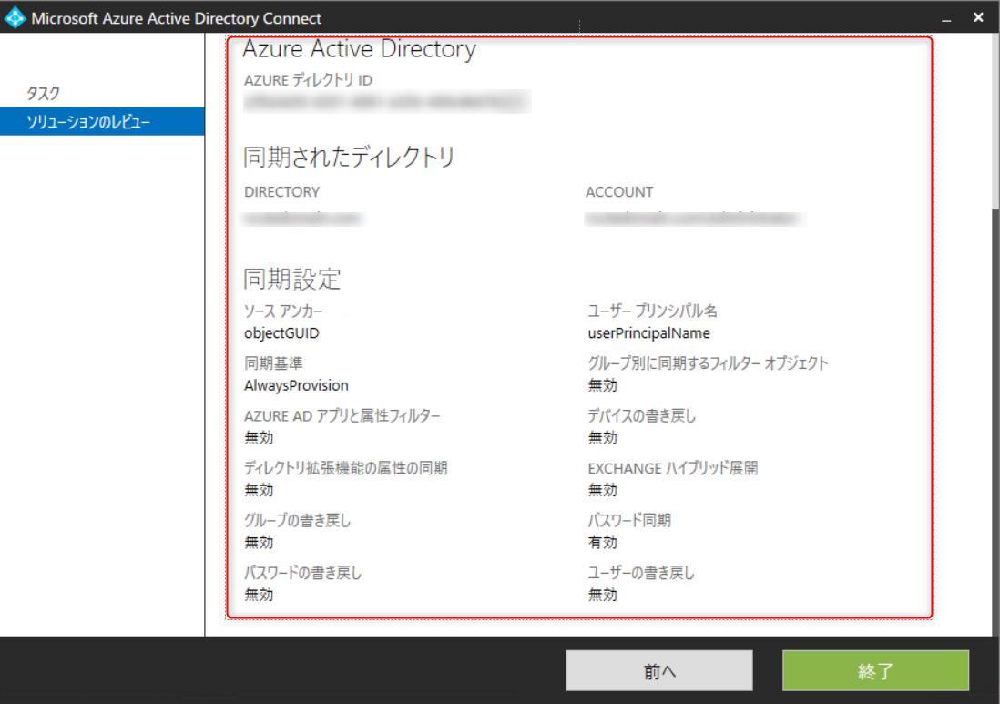 Microsoft Azure Active Directory Connect
タスク
ソリューションのレビュー
Azure Active Directory
AZURE ディレクトリ ID
同期されたディレクトリ
DIRECTORY
ACCOUNT
同期設定
ソース アンカー
objectGUID
ユーザー プリンシパル名
userPrincipalName
同期基準
AlwaysProvision
グループ別に同期するフィルター オブジェクト
無効
AZURE AD アプリと属性フィルター
無効
デバイスの書き戻し
無効
ディレクトリ拡張機能の属性の同期
無効
EXCHANGE ハイブリッド展開
無効
グループの書き戻し
無効
パスワード同期
有効
パスワードの書き戻し
無効
ユーザーの書き戻し
無効
前へ
終了